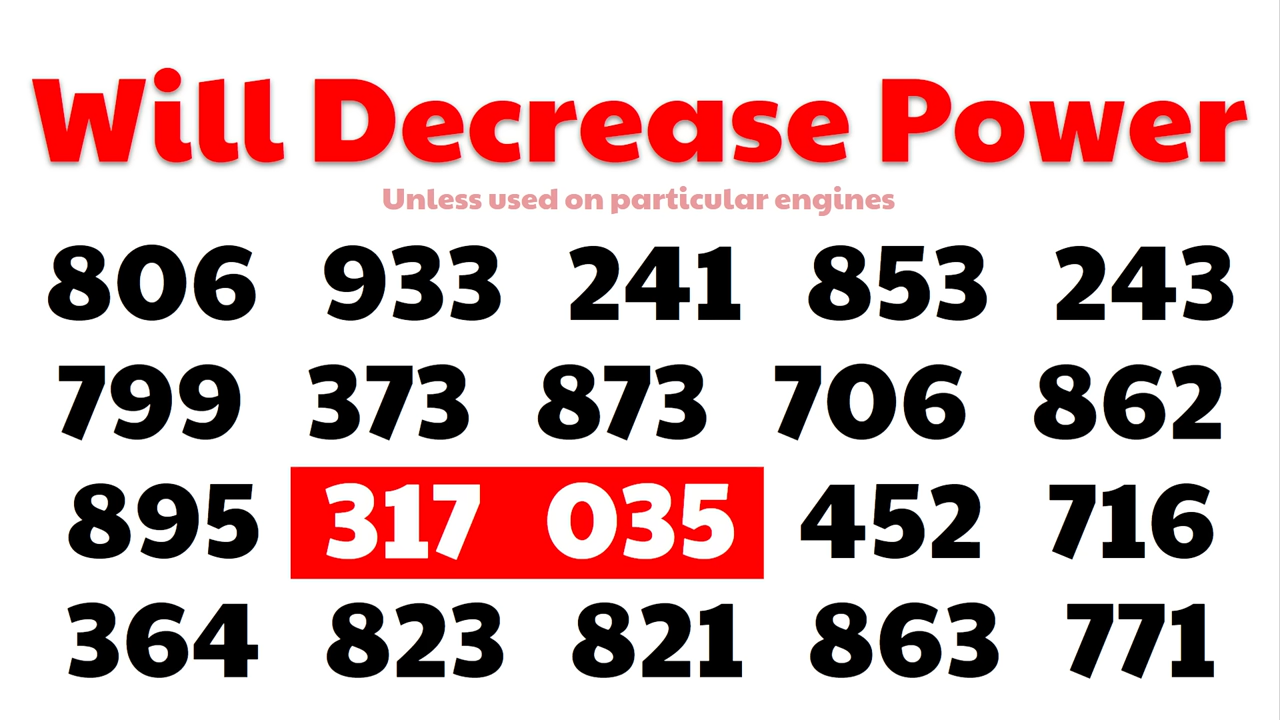 Will Decrease Power
Unless used on particular engines
806 933 241 853 243
799 373 873 706 862
895 317 035 452 716
364 823 821 863 771